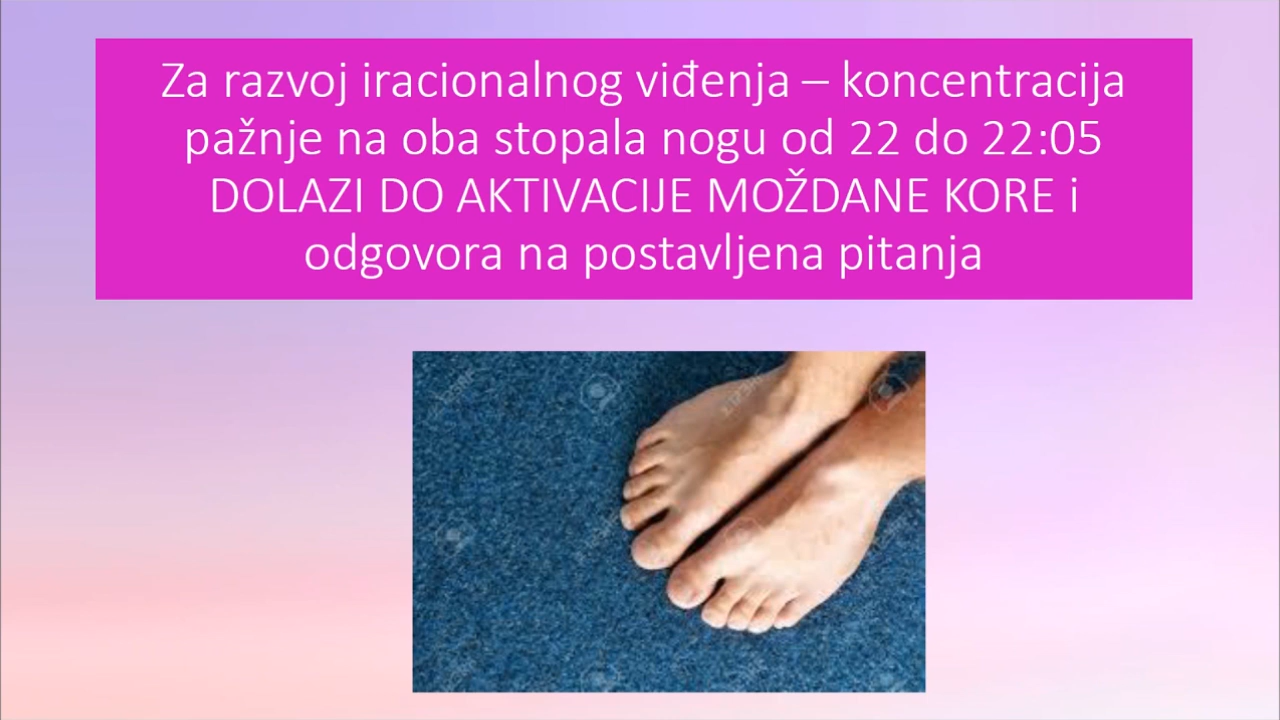 Za razvoj iracionalnog viđenja – koncentracija
pažnje na oba stopala nogu od 22 do 22:05
DOLAZI DO AKTIVACIJE MOŽDANE KORE i
odgovora na postavljena pitanja